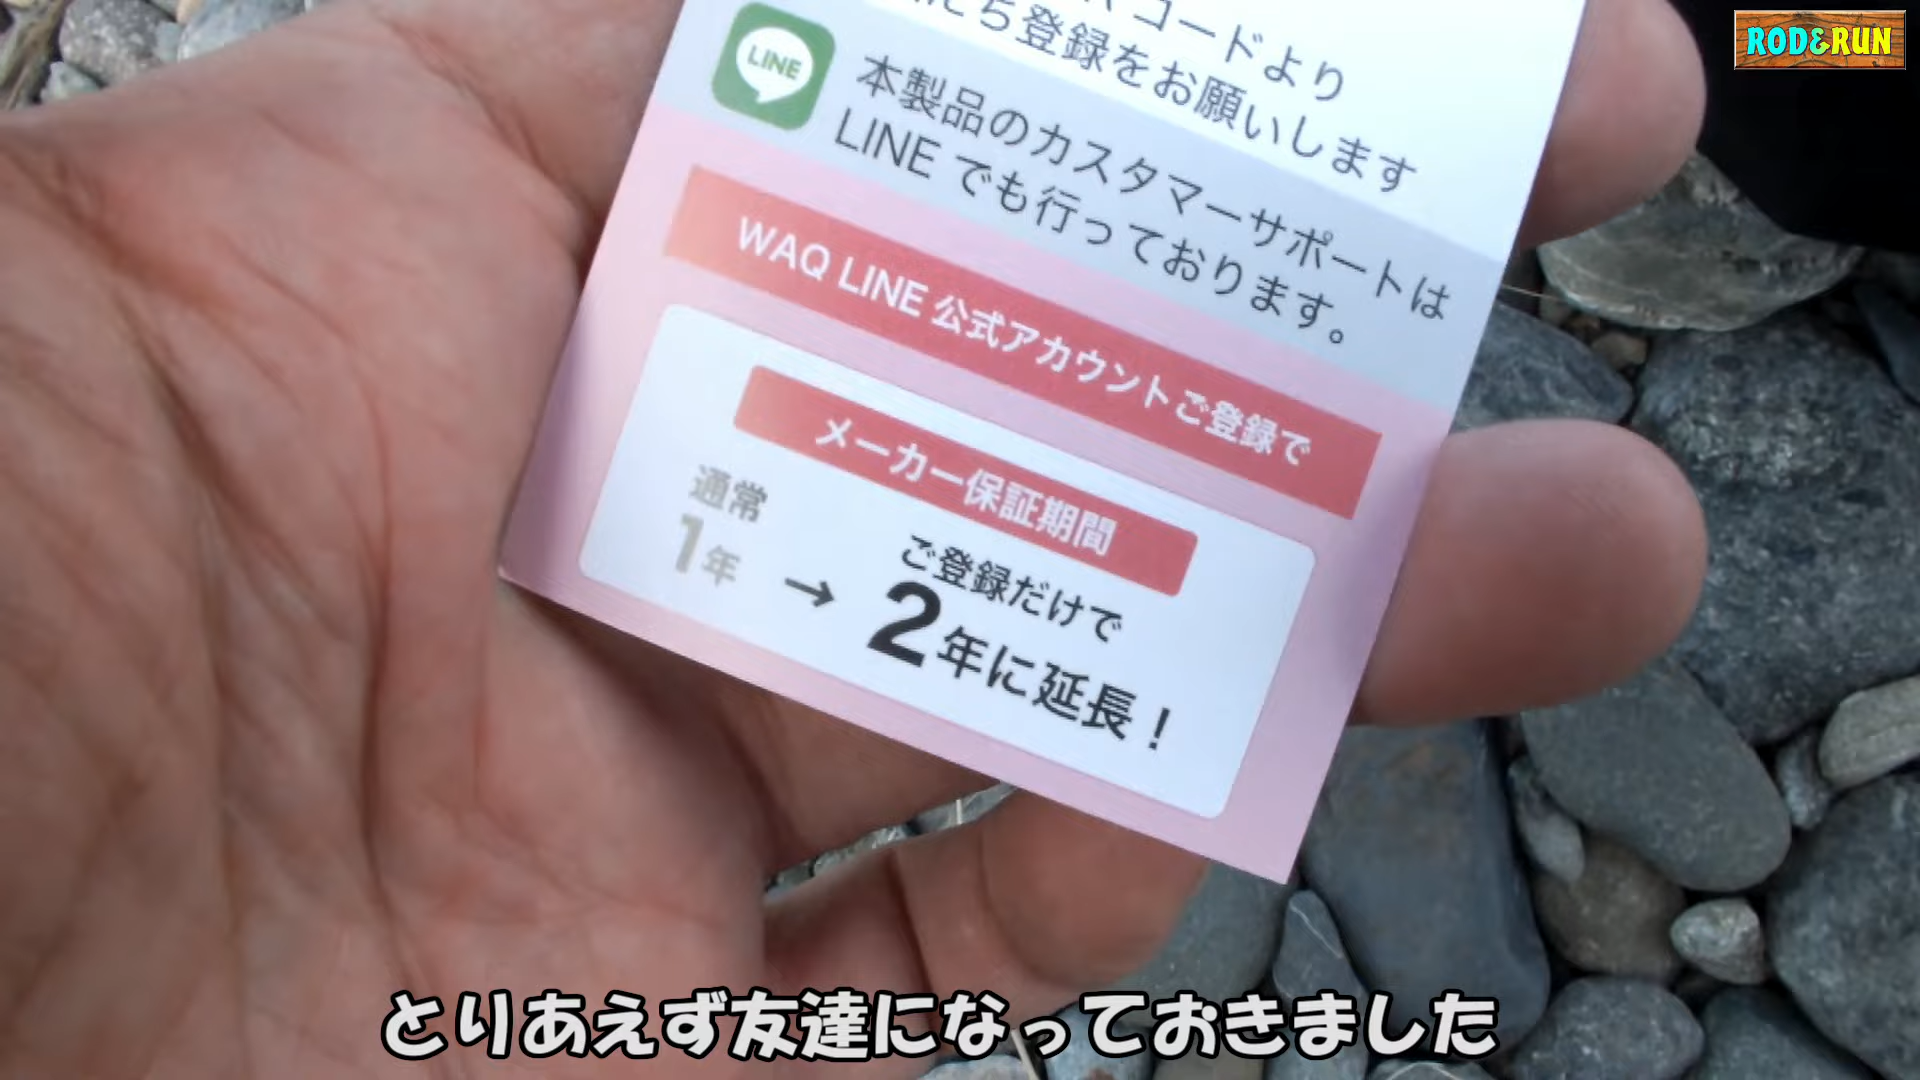 ROD&RUN
コードより
ち登録をお願いします
LINE
本製品のカスタマーサポートは
LINE でも行っております。
WAQ LINE 公式アカウントご登録で
メーカー保証期間
通常
1年
→
ご登録だけで
2年に延長！
とりあえず友達になっておきました